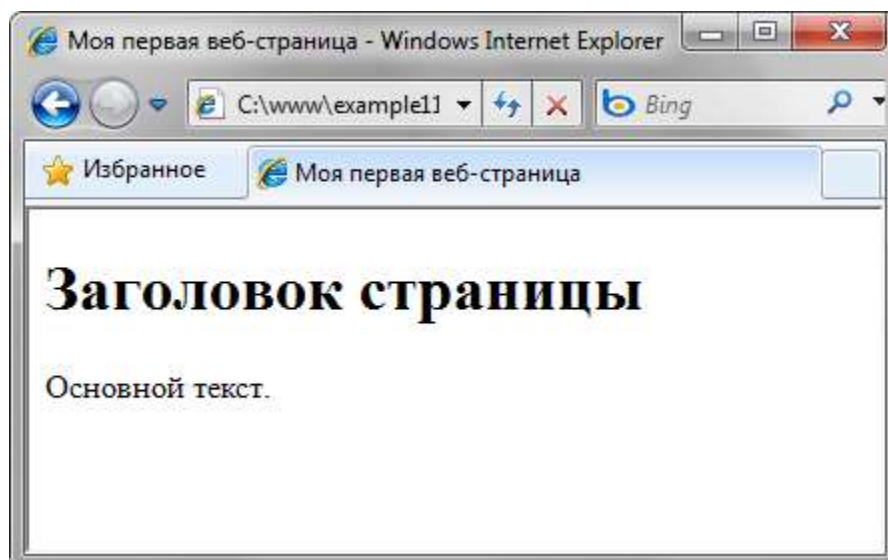 Моя первая веб-страница - Windows Internet Explorer
C:\www\example11 Bing
Избранное Моя первая веб-страница
Заголовок страницы
Основной текст.